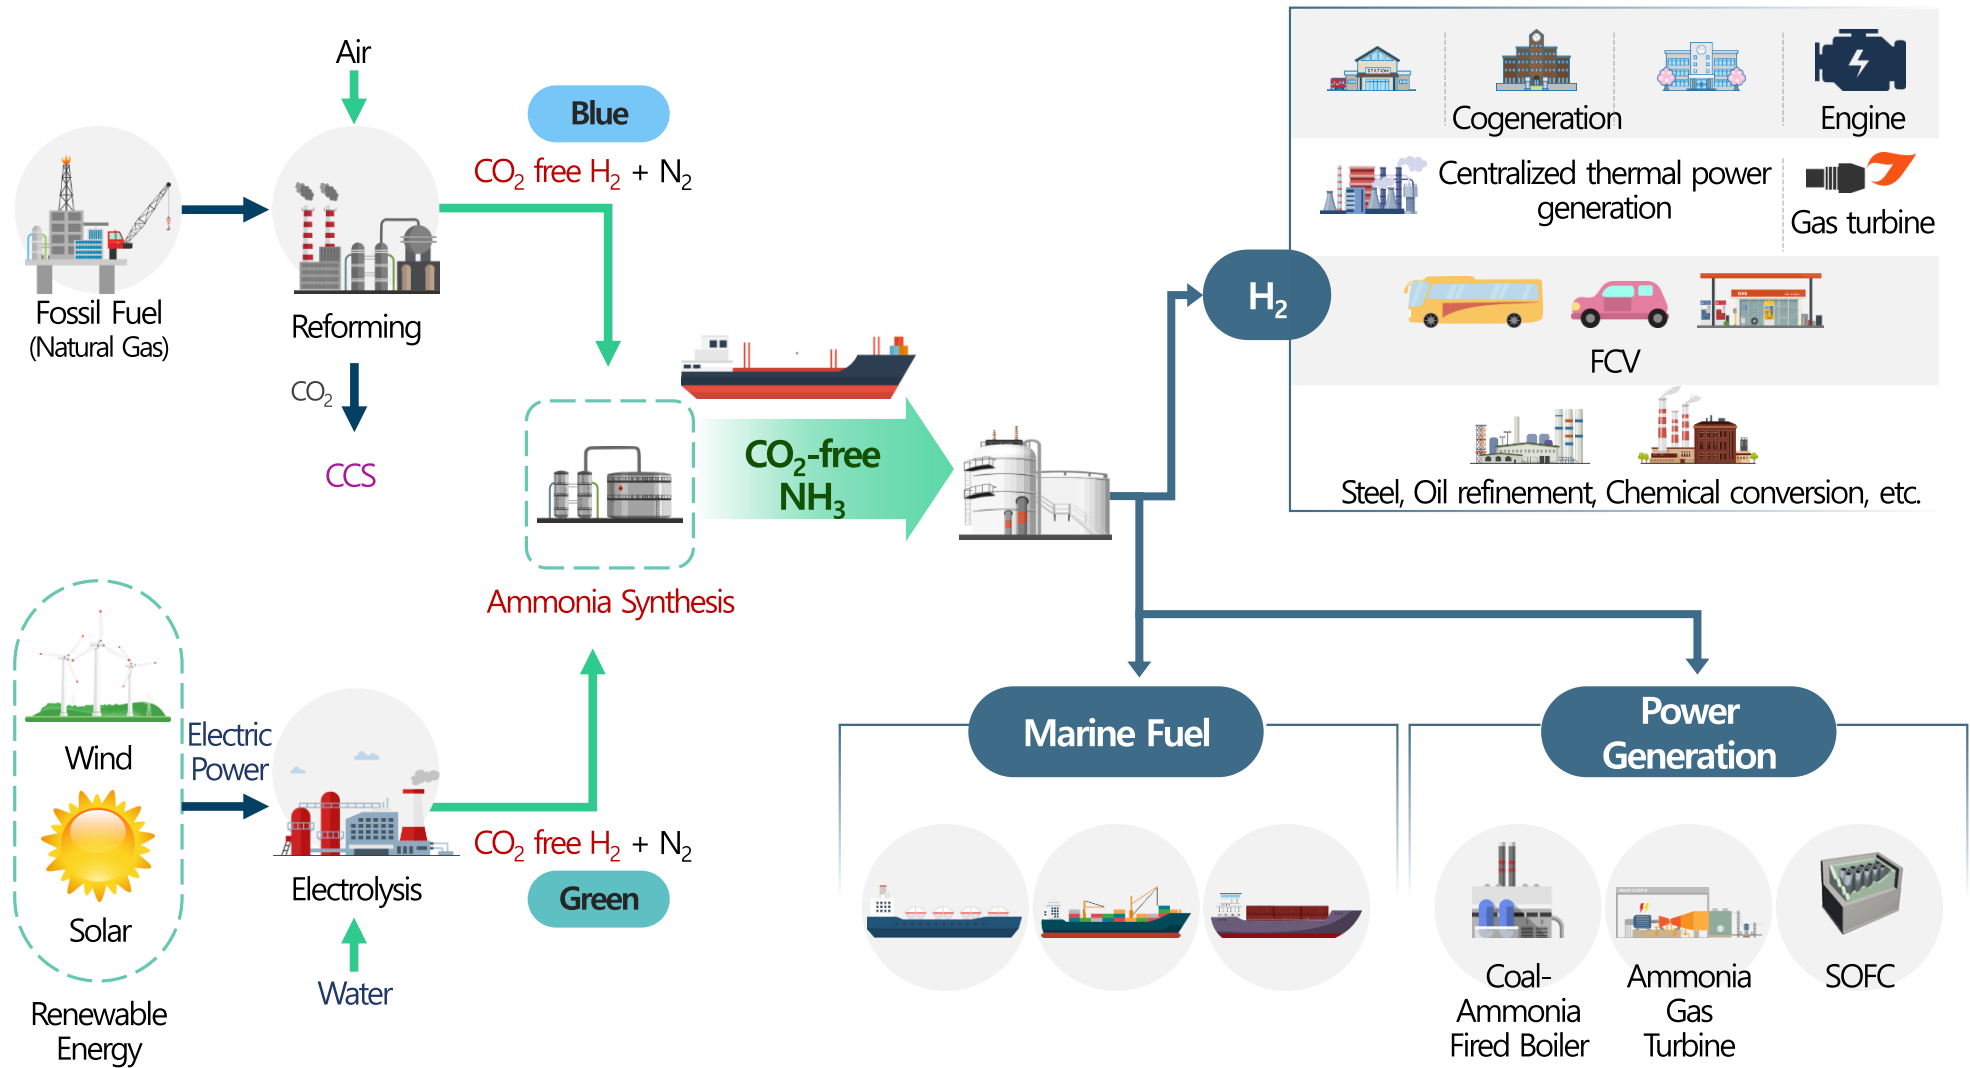 Air
Blue
CO₂ free H₂ + N₂
Fossil Fuel
(Natural Gas)
Reforming
CO₂
CCS
CO₂-free
NH₃
Ammonia Synthesis
Wind
Solar
Renewable
Energy
Electric
Power
Electrolysis
Water
CO₂ free H₂ + N₂
Green
H₂
STATION
Cogeneration
Engine
Centralized thermal power
generation
Gas turbine
GAS
FCV
Steel, Oil refinement, Chemical conversion, etc.
Marine Fuel
Power
Generation
Coal-
Ammonia
Fired Boiler
Ammonia
Gas
Turbine
SOFC